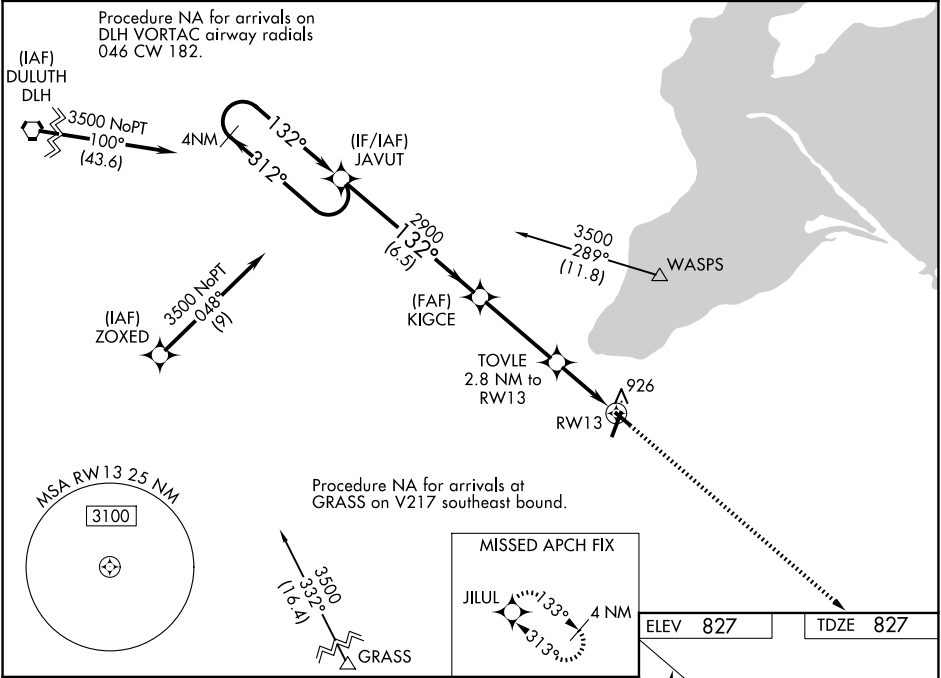 Procedure NA for arrivals on
DLH VORTAC airway radials
046 CW 182.
(IAF)
DULUTH
DLH
3500 NoPT
100°
(43.6)
4NM
132°
312°
(IF/IAF)
JAVUT
2900
132°
(6.5)
3500
289°
(11.8)
WASPS
(IAF)
ZOXED
3500 NoPT
048°
(9)
(FAF)
KIGCE
TOVLE
2.8 NM to
RW13
926
RW13
MSA RW13 25 NM
3100
Procedure NA for arrivals at
GRASS on V217 southeast bound.
3500
332°
(16.4)
GRASS
MISSED APCH FIX
JILUL
133°
313°
4 NM
ELEV 827
TDZE 827